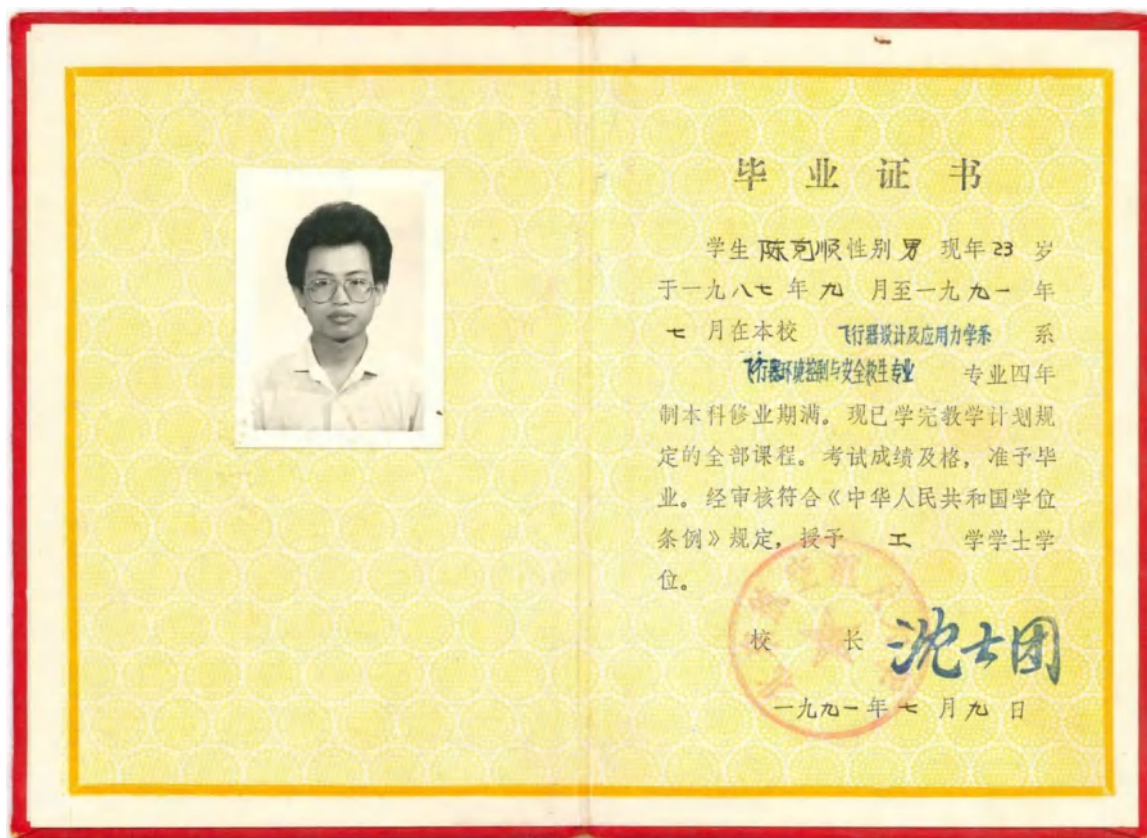 毕业证书
学生 陈克顺 性别 男 现年 23 岁
于一九八七年 九 月至一九九一 年
七 月在本校 飞行器设计及应用力学系 系
飞行器环境控制与安全救生专业 专业四年
制本科修业期满。现已学完教学计划规
定的全部课程。考试成绩及格，准予毕
业。经审核符合《中华人民共和国学位
条例》规定，授予 工 学学士学
位。
校 长 沈士团
一九九一年 七 月 九 日